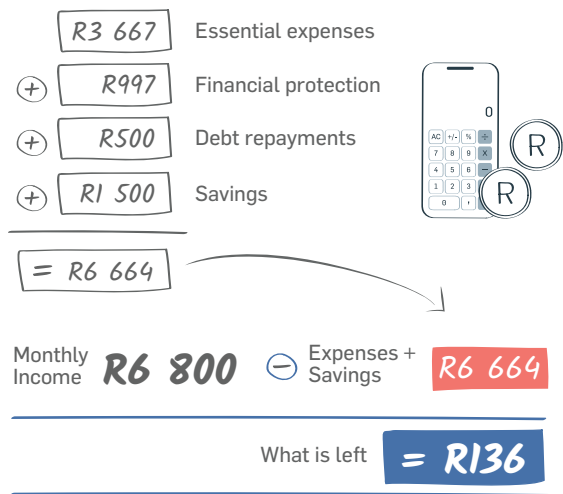 R3 667 Essential expenses
+ R997 Financial protection
+ R500 Debt repayments
+ R1 500 Savings
= R6 664
0
AC +/- % ÷
7 8 9 X
4 5 6 −
1 2 3
0 ,
R
R
Monthly Income R6 800 − Expenses + Savings R6 664
What is left = R136